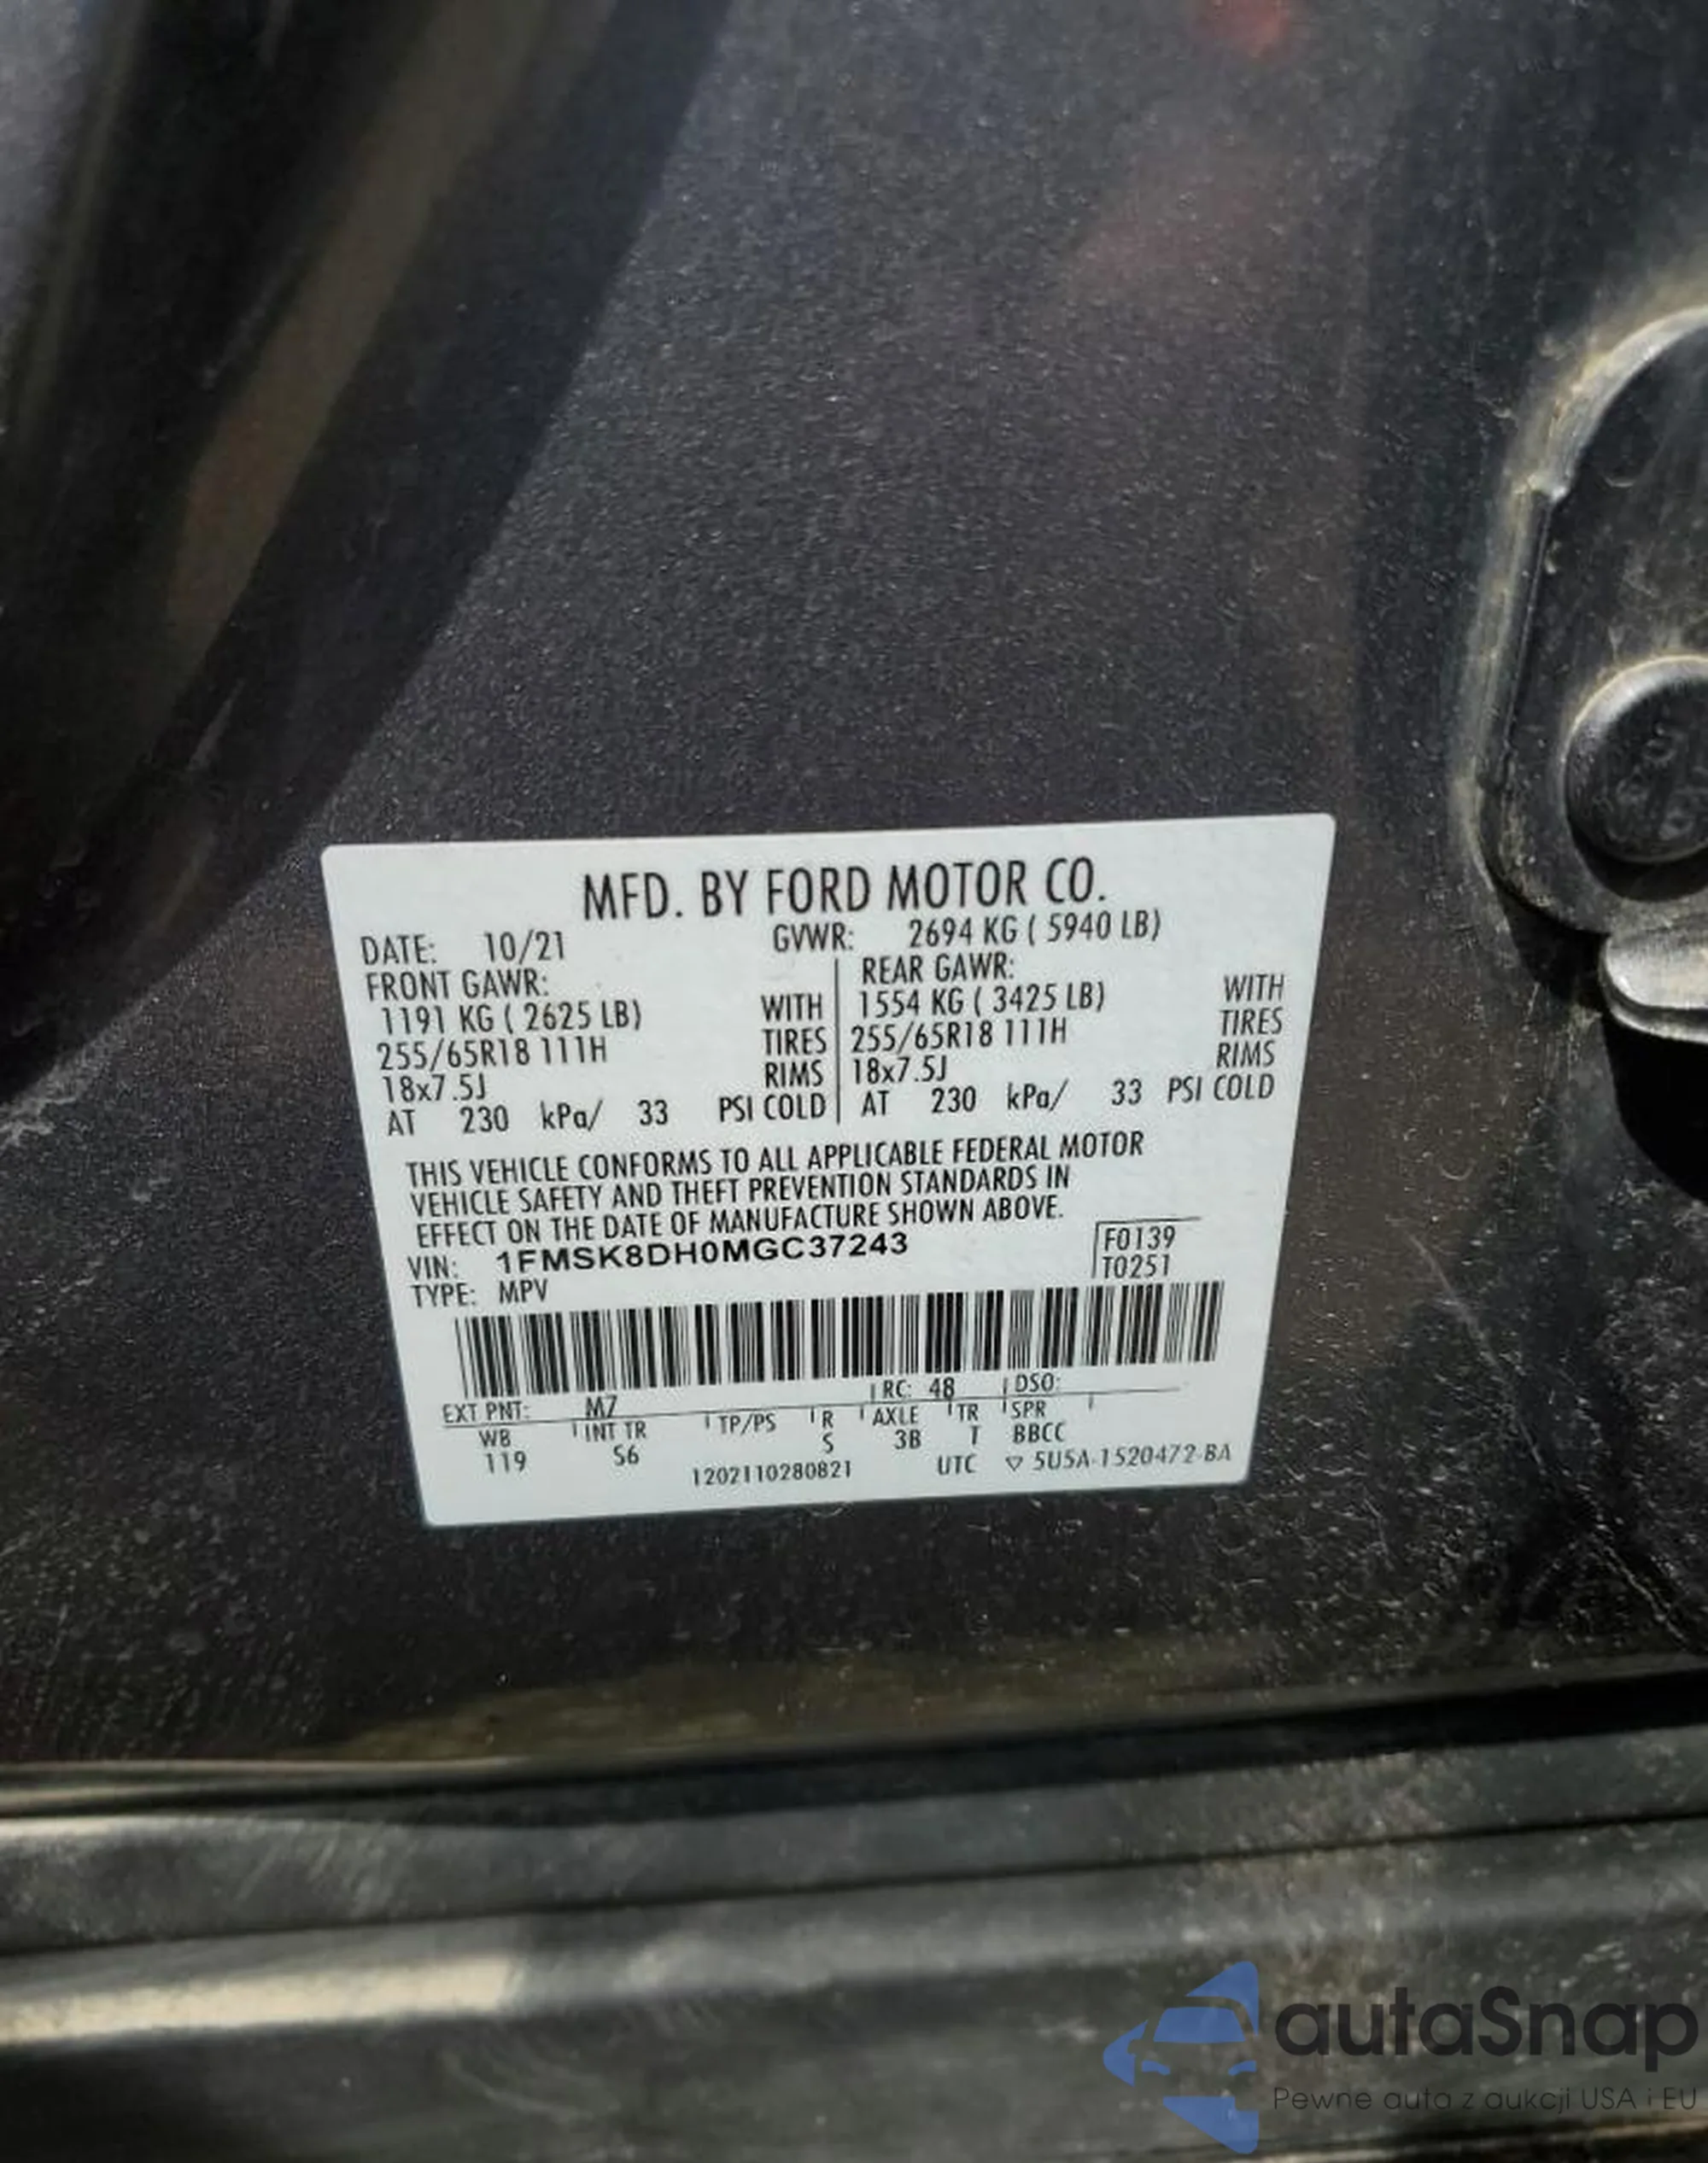 MFD. BY FORD MOTOR CO.
DATE: 10/21 GVWR: 2694 KG ( 5940 LB)
FRONT GAWR: REAR GAWR:
1191 KG ( 2625 LB) WITH 1554 KG ( 3425 LB) WITH
255/65R18 111H TIRES 255/65R18 111H TIRES
18x7.5J RIMS 18x7.5J RIMS
AT 230 kPa/ 33 PSI COLD AT 230 kPa/ 33 PSI COLD
THIS VEHICLE CONFORMS TO ALL APPLICABLE FEDERAL MOTOR
VEHICLE SAFETY AND THEFT PREVENTION STANDARDS IN
EFFECT ON THE DATE OF MANUFACTURE SHOWN ABOVE.
VIN: 1FMSK8DH0MGC37243 F0139
TYPE: MPV T0251
EXT PNT: M7 RC: 48 DSO:
WB INT TR TP/PS R AXLE TR SPR
119 S6 S 3B T BBCC
1202110280821 UTC ▽ 5U5A-1520472-BA
autaSnap
Pewne auta z aukcji USA i EU